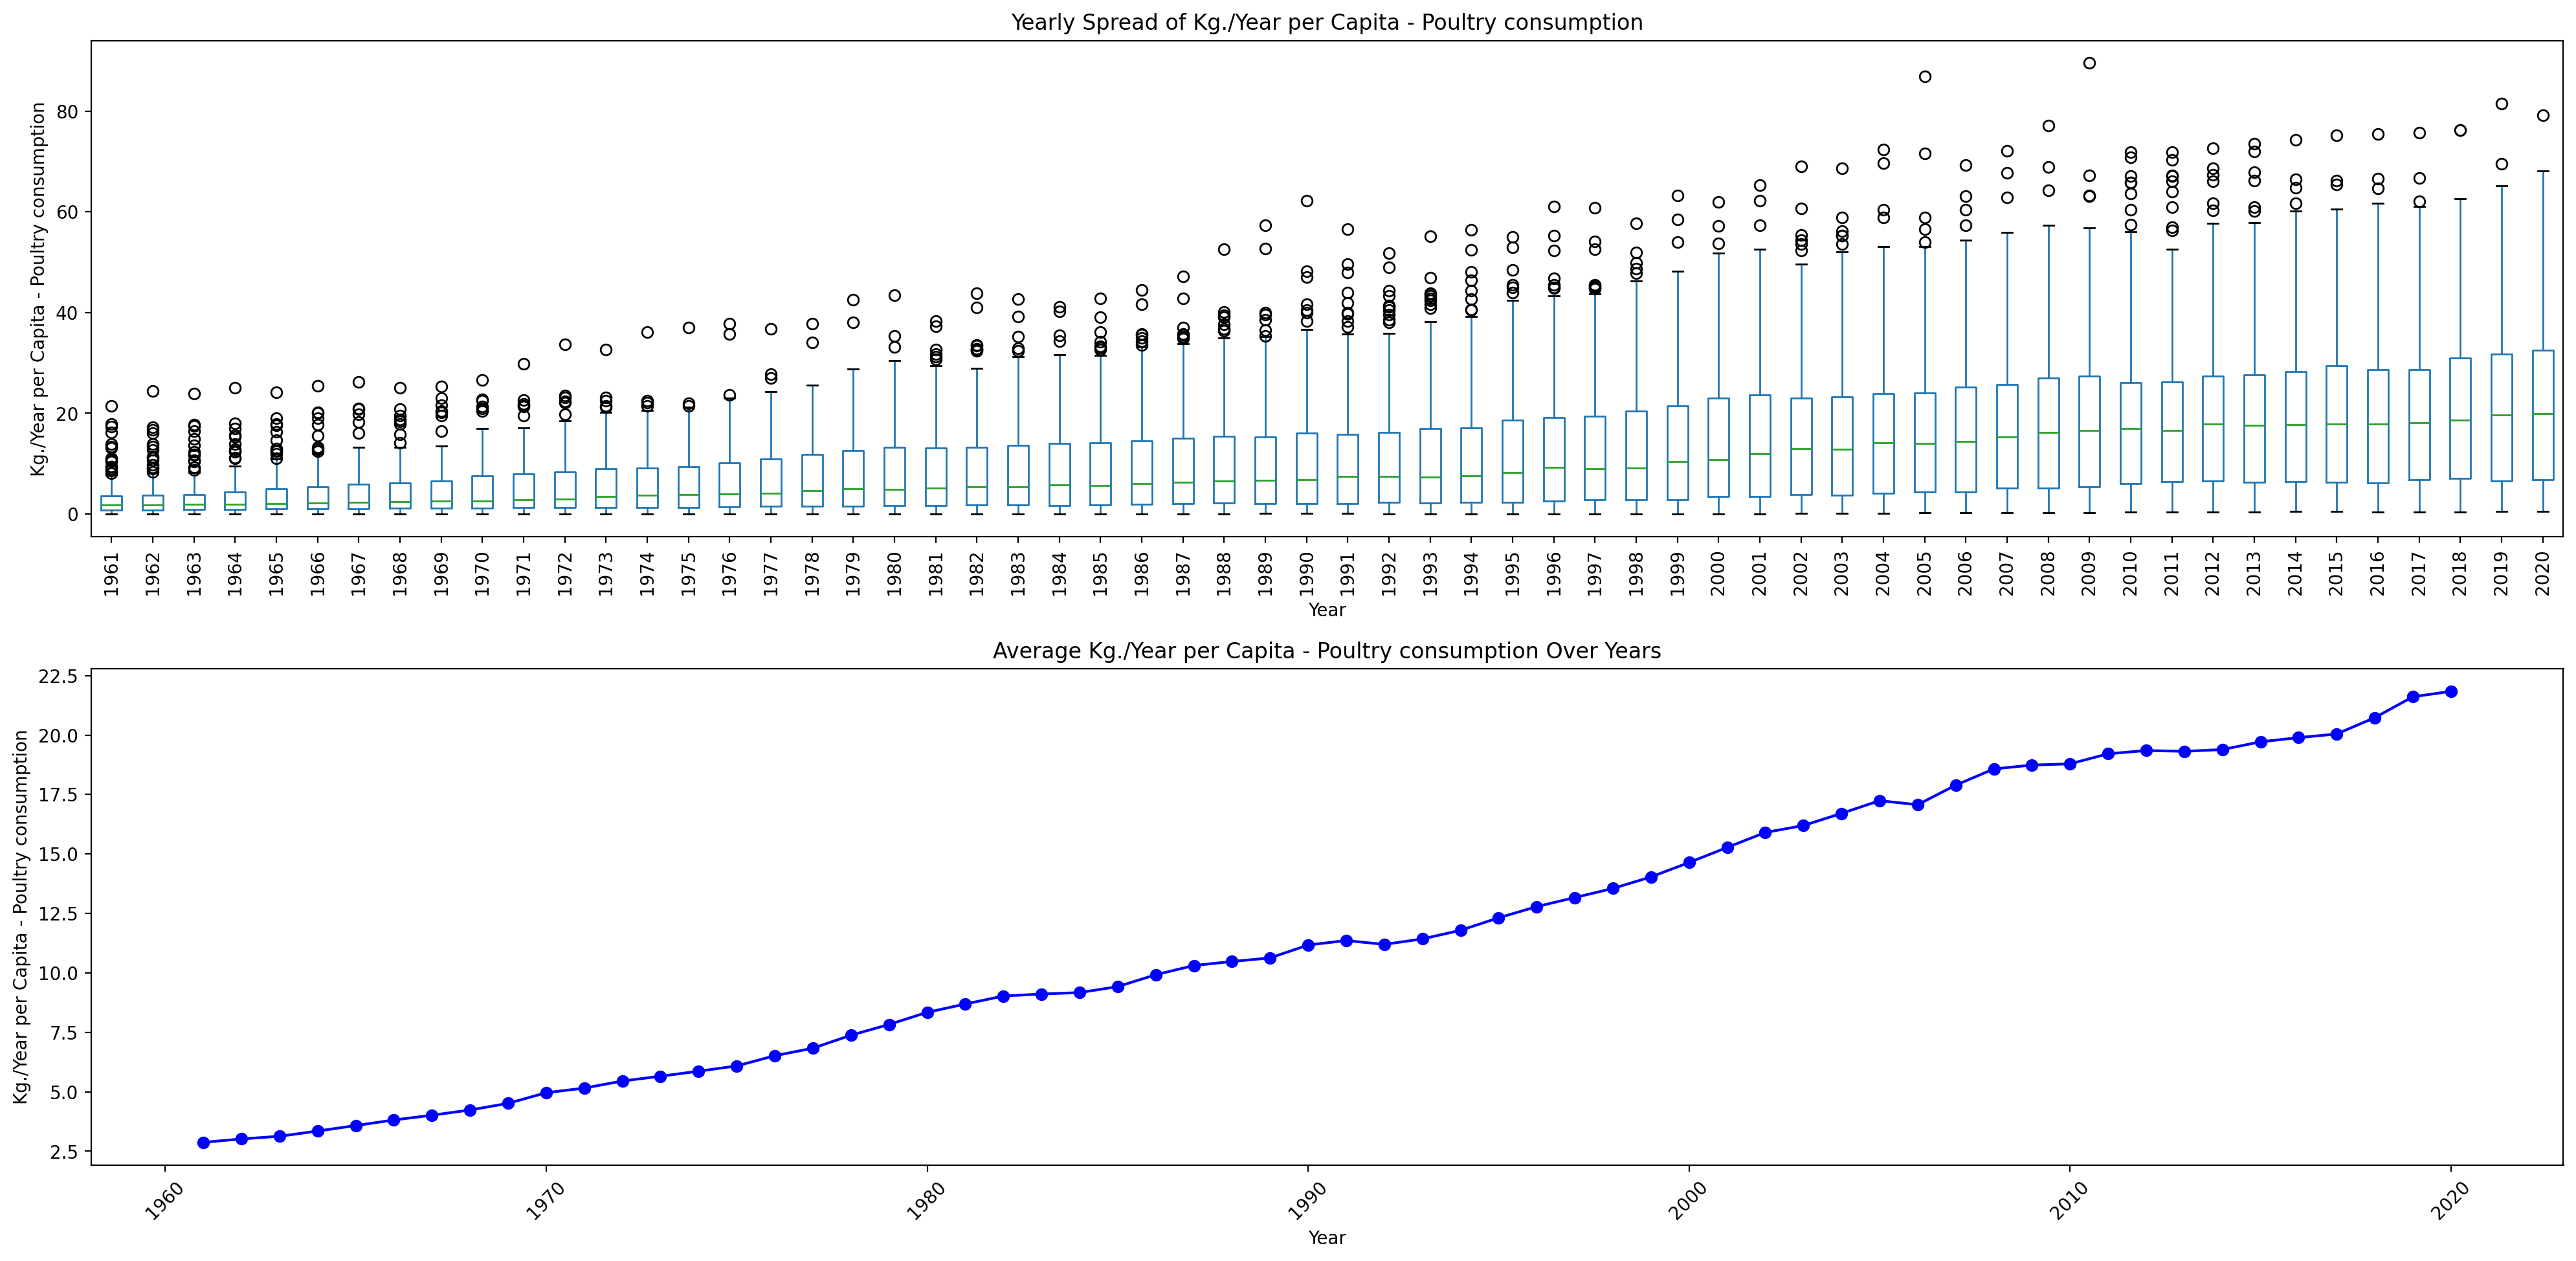 Yearly Spread of Kg./Year per Capita - Poultry consumption
Kg./Year per Capita - Poultry consumption
80
60
40
20
0
1961 1962 1963 1964 1965 1966 1967 1968 1969 1970 1971 1972 1973 1974 1975 1976 1977 1978 1979 1980 1981 1982 1983 1984 1985 1986 1987 1988 1989 1990 1991 1992 1993 1994 1995 1996 1997 1998 1999 2000 2001 2002 2003 2004 2005 2006 2007 2008 2009 2010 2011 2012 2013 2014 2015 2016 2017 2018 2019 2020
Year
Average Kg./Year per Capita - Poultry consumption Over Years
Kg./Year per Capita - Poultry consumption
22.5
20.0
17.5
15.0
12.5
10.0
7.5
5.0
2.5
1960 1970 1980 1990 2000 2010 2020
Year